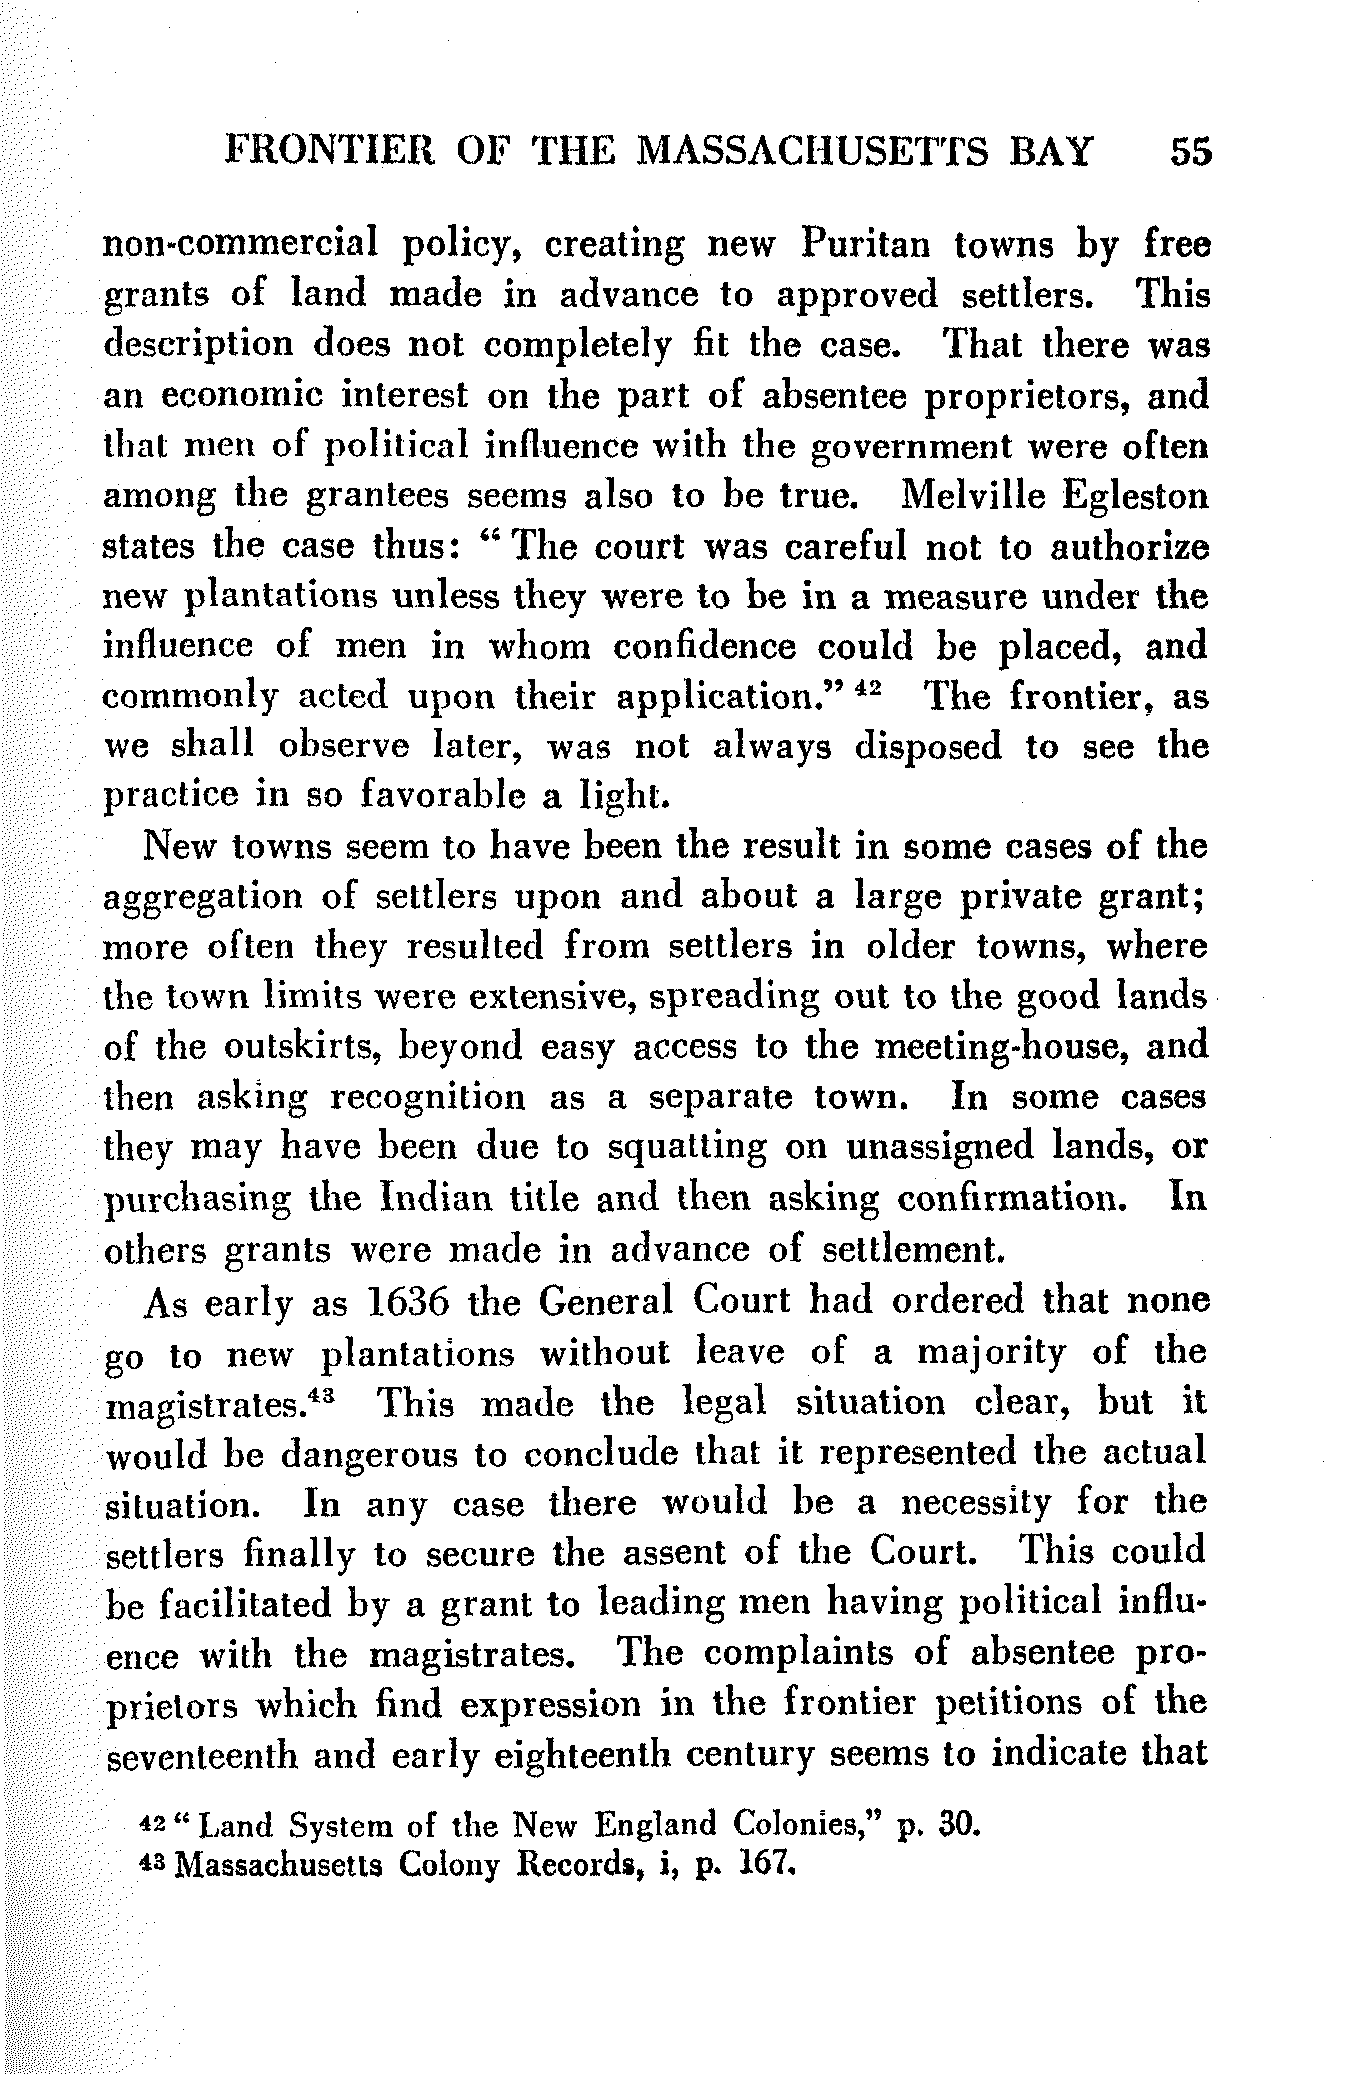 FRONTIER OF THE MASSACHUSETTS BAY 55
non-commercial policy, creating new Puritan towns by free
grants of land made in advance to approved settlers. This
description does not completely fit the case. That there was
an economic interest on the part of absentee proprietors, and
that men of political influence with the government were often
among the grantees seems also to be true. Melville Egleston
states the case thus: “ The court was careful not to authorize
new plantations unless they were to be in a measure under the
influence of men in whom confidence could be placed, and
commonly acted upon their application.” 42 The frontier, as
we shall observe later, was not always disposed to see the
practice in so favorable a light.
New towns seem to have been the result in some cases of the
aggregation of settlers upon and about a large private grant;
more often they resulted from settlers in older towns, where
the town limits were extensive, spreading out to the good lands
of the outskirts, beyond easy access to the meeting-house, and
then asking recognition as a separate town. In some cases
they may have been due to squatting on unassigned lands, or
purchasing the Indian title and then asking confirmation. In
others grants were made in advance of settlement.
As early as 1636 the General Court had ordered that none
go to new plantations without leave of a majority of the
magistrates.43 This made the legal situation clear, but it
would be dangerous to conclude that it represented the actual
situation. In any case there would be a necessity for the
settlers finally to secure the assent of the Court. This could
be facilitated by a grant to leading men having political influ-
ence with the magistrates. The complaints of absentee pro-
prietors which find expression in the frontier petitions of the
seventeenth and early eighteenth century seems to indicate that
42 “ Land System of the New England Colonies,” p. 30.
43 Massachusetts Colony Records, i, p. 167.